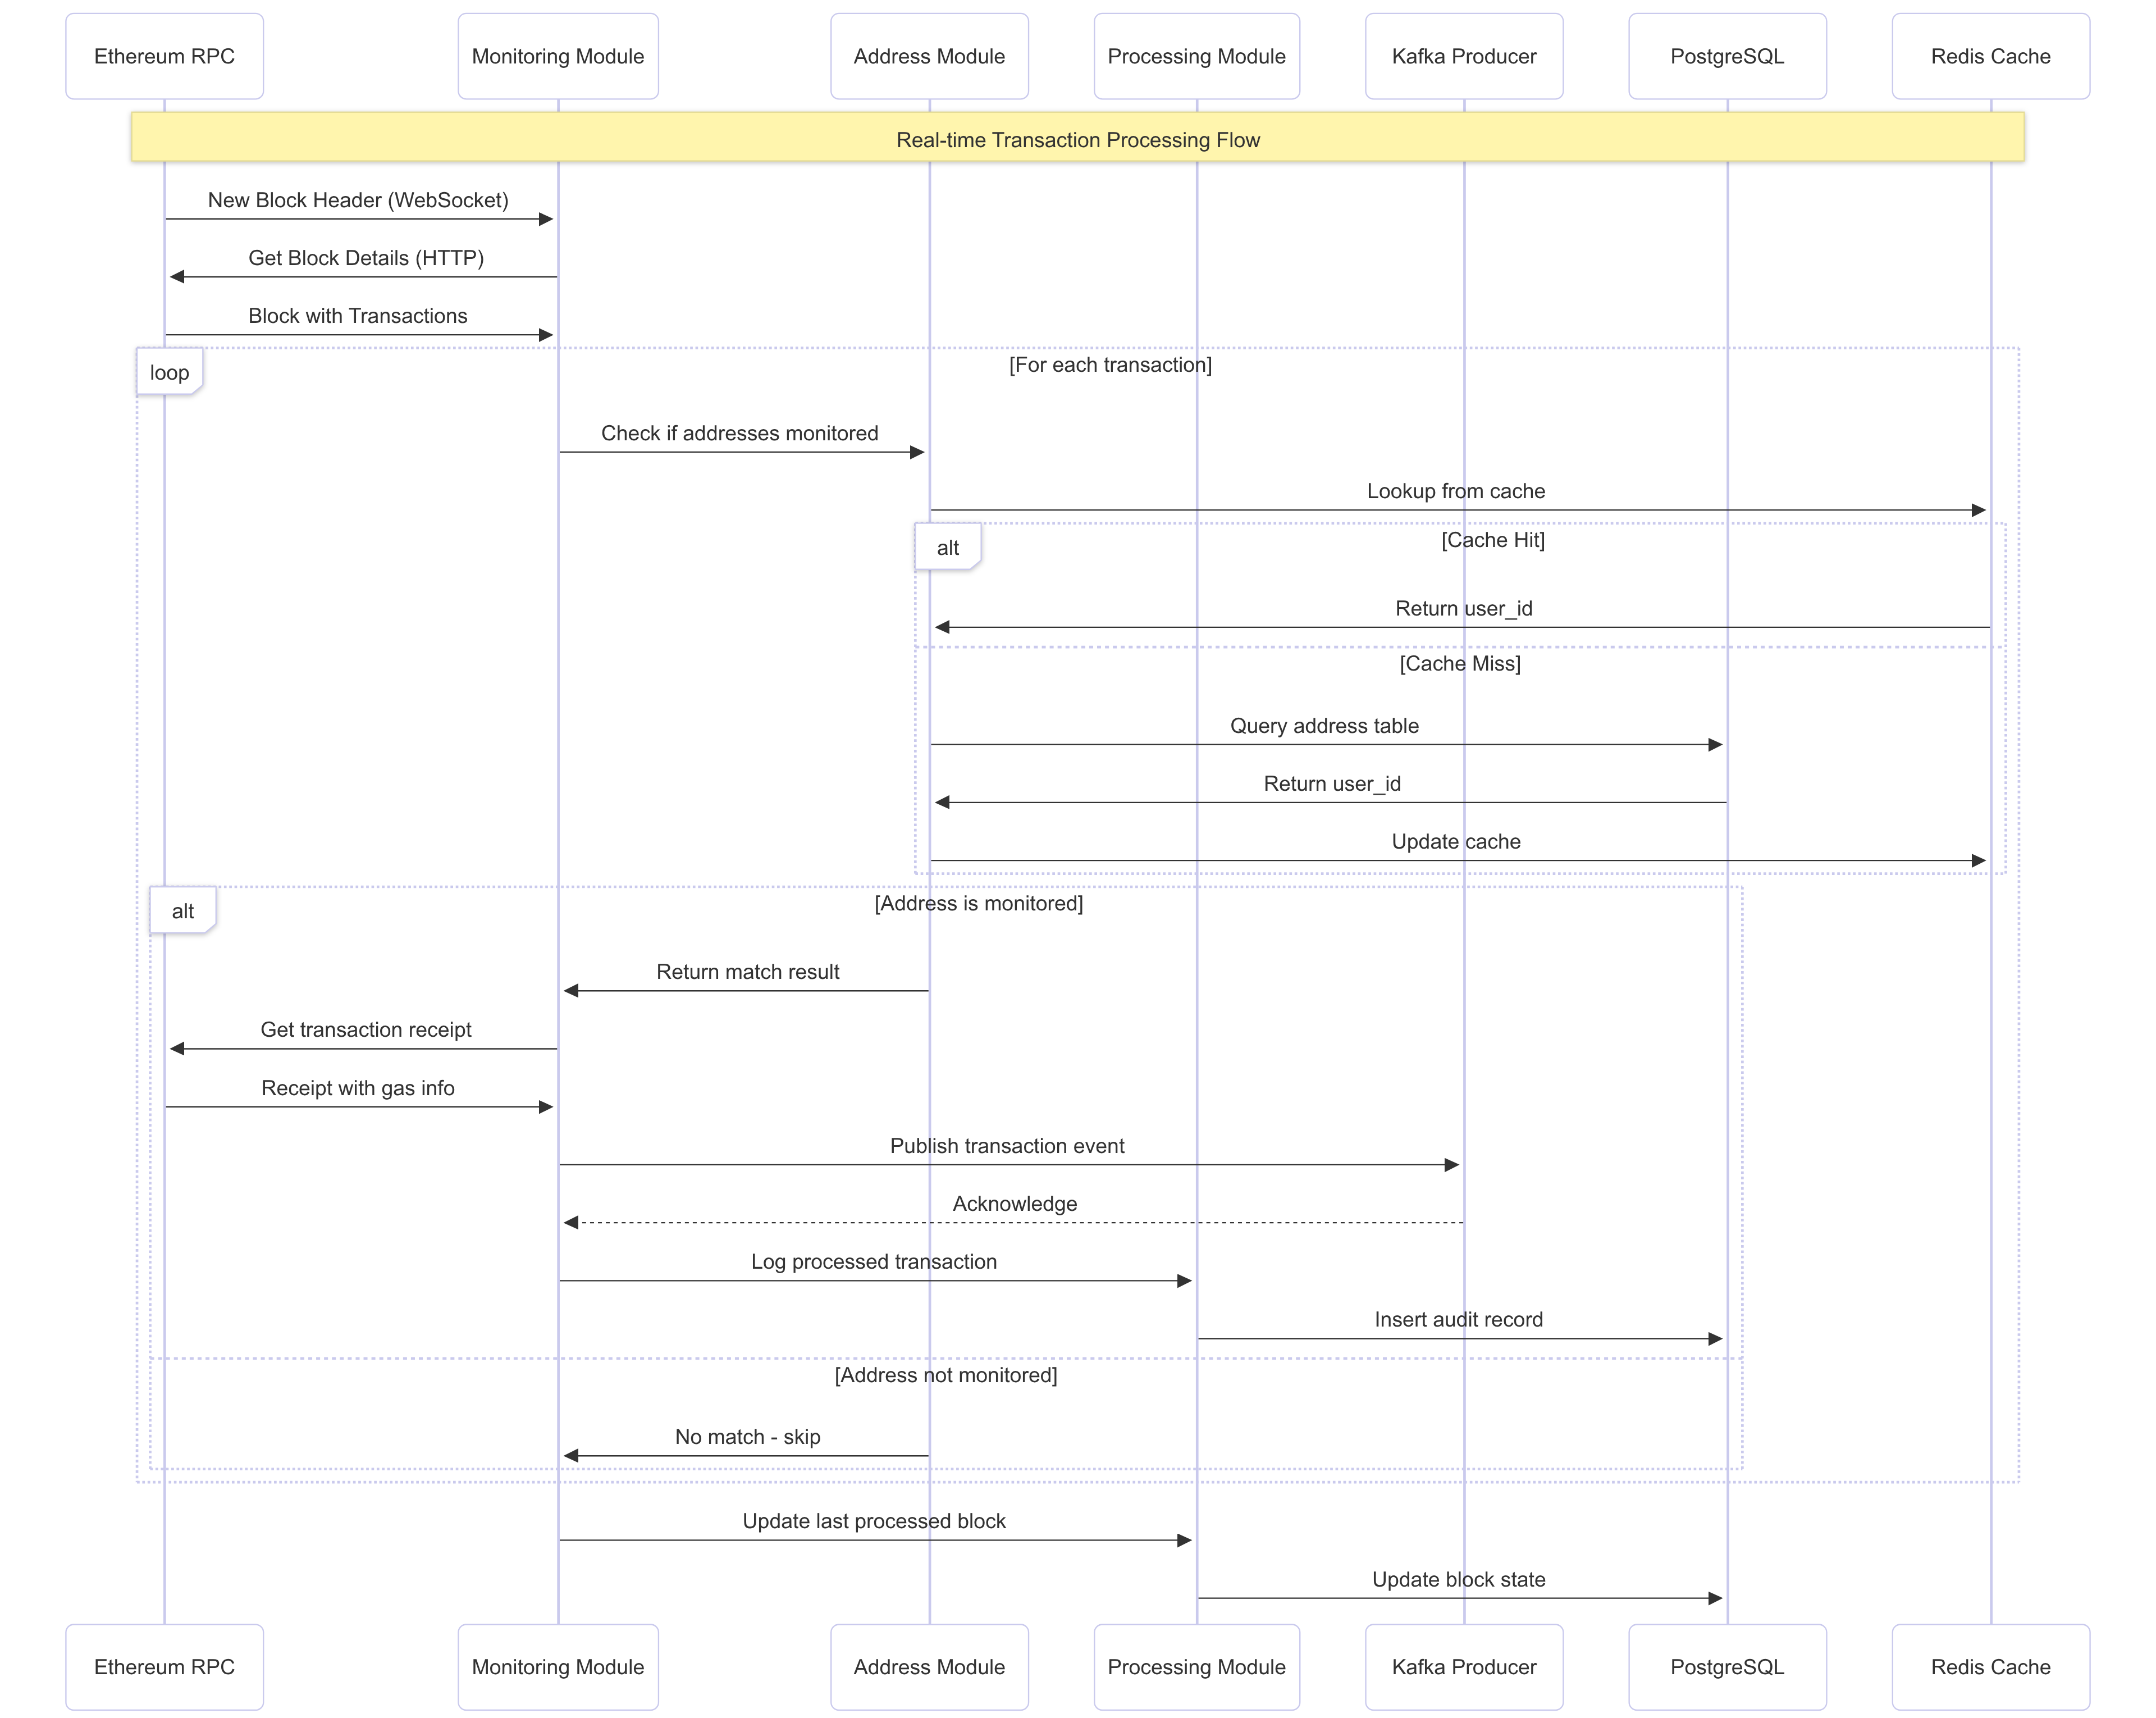 Ethereum RPC
Monitoring Module
Address Module
Processing Module
Kafka Producer
PostgreSQL
Redis Cache
Real-time Transaction Processing Flow
New Block Header (WebSocket)
Get Block Details (HTTP)
Block with Transactions
loop
[For each transaction]
Check if addresses monitored
Lookup from cache
alt
[Cache Hit]
Return user_id
[Cache Miss]
Query address table
Return user_id
Update cache
alt
[Address is monitored]
Return match result
Get transaction receipt
Receipt with gas info
Publish transaction event
Acknowledge
Log processed transaction
Insert audit record
[Address not monitored]
No match - skip
Update last processed block
Update block state
Ethereum RPC
Monitoring Module
Address Module
Processing Module
Kafka Producer
PostgreSQL
Redis Cache